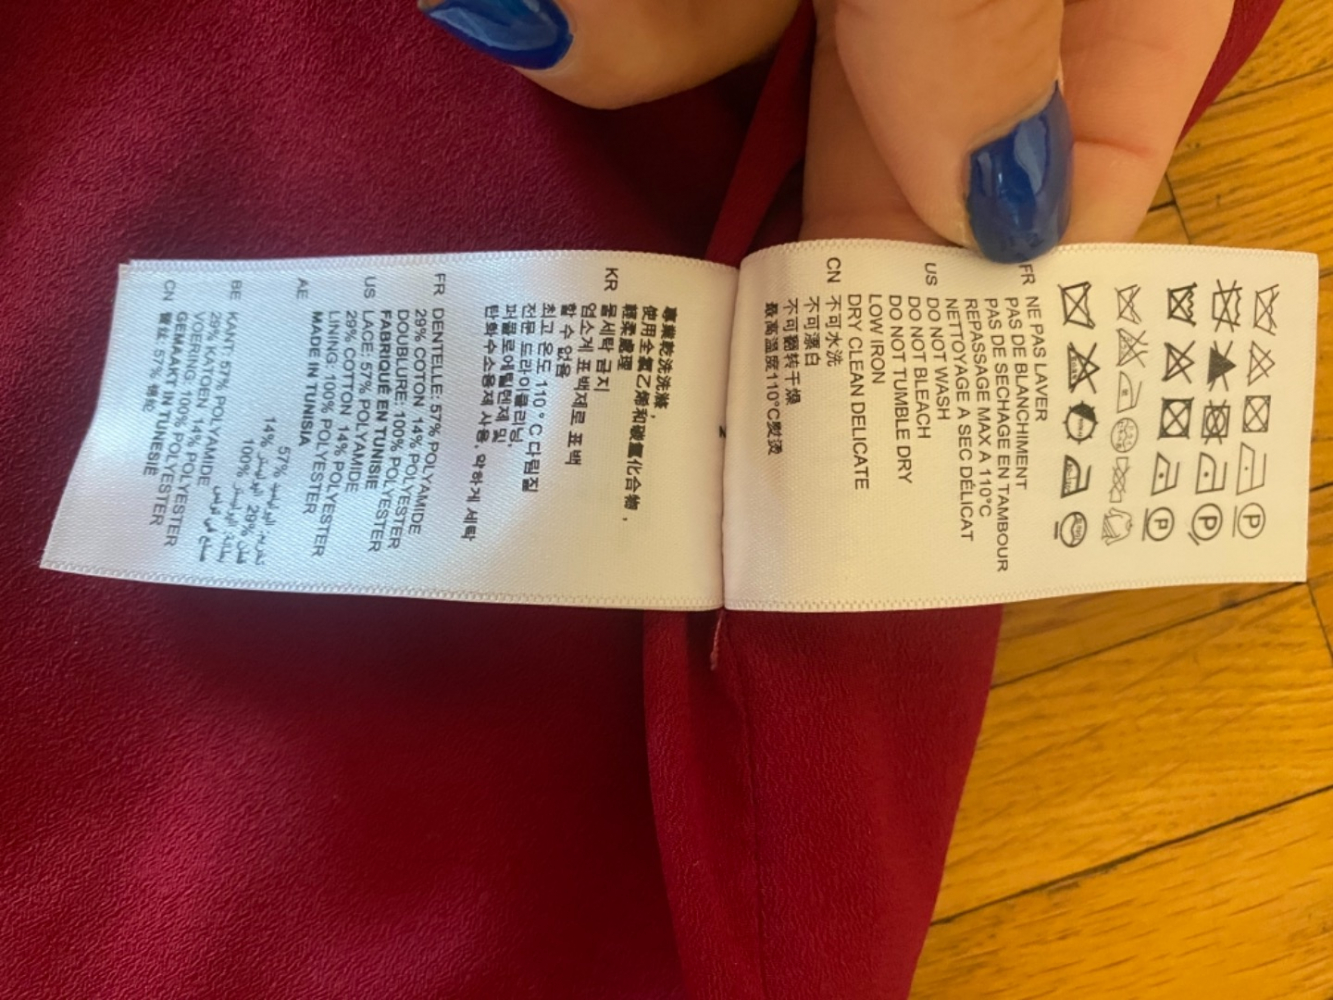 FR NE PAS LAVER
PAS DE BLANCHIMENT
PAS DE SECHAGE EN TAMBOUR
REPASSAGE MAX A 110°C
NETTOYAGE A SEC DÉLICAT
US DO NOT WASH
DO NOT BLEACH
DO NOT TUMBLE DRY
LOW IRON
DRY CLEAN DELICATE
CN 不可水洗
不可漂白
不可翻转干燥
最高温度110°C熨烫
專業乾洗洗滌，
使用全氯乙烯和碳氫化合物，
輕柔處理
KR 물세탁 금지
염소계 표백제로 표백
할 수 없음
최고 온도 110°C 다림질
전문 드라이클리닝,
퍼클로로에틸렌제 및
탄화수소용제 사용, 약하게 세탁
FR DENTELLE: 57% POLYAMIDE
29% COTON 14% POLYESTER
DOUBLURE: 100% POLYESTER
FABRIQUÉ EN TUNISIE
US LACE: 57% POLYAMIDE
29% COTTON 14% POLYESTER
LINING: 100% POLYESTER
MADE IN TUNISIA
AE
57%
14% 29%
100%
BE KANT: 57% POLYAMIDE
29% KATOEN 14% POLYESTER
VOERING: 100% POLYESTER
GEMAAKT IN TUNESIE
CN 57%